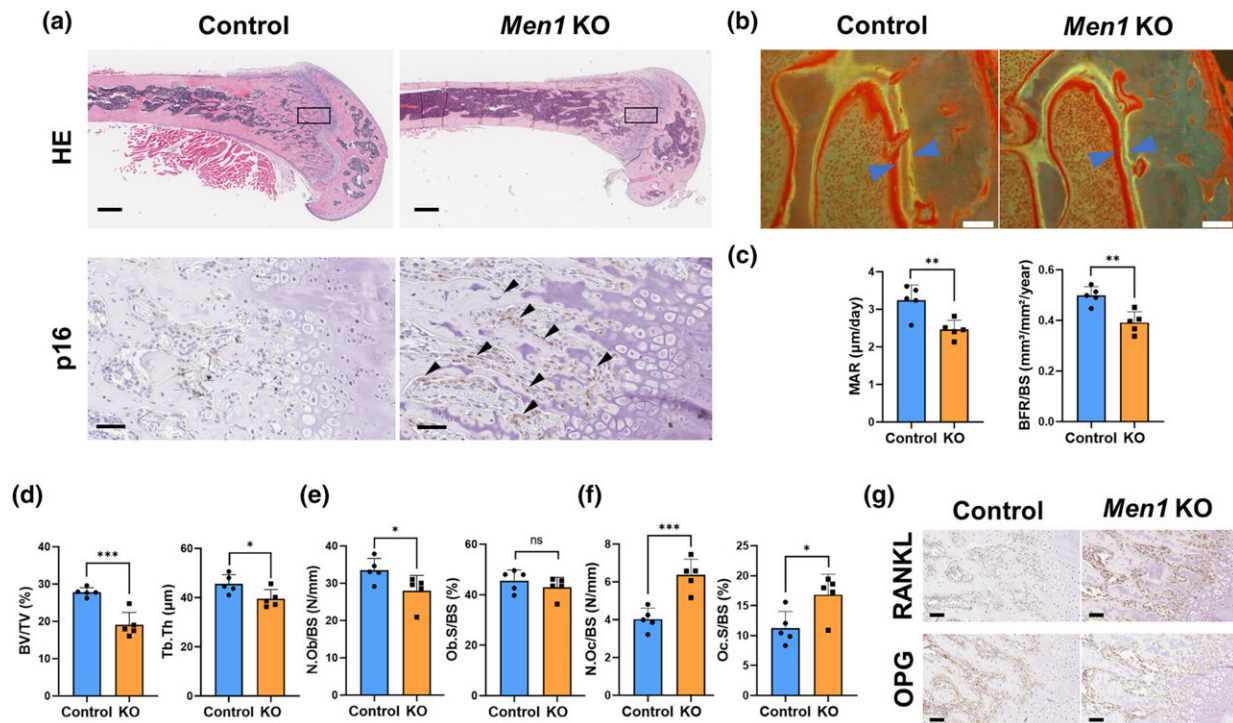 (a)
Control
Men1 KO
HE
p16
(b)
Control
Men1 KO
(c)
MAR (µm/day)
4
3
2
1
0
**
Control KO
BFR/BS (mm³/mm²/year)
0.6
0.4
0.2
0.0
**
Control KO
(d)
BV/TV (%)
40
30
20
10
0
***
Control KO
Tb.Th (µm)
60
40
20
0
*
Control KO
(e)
N.Ob/BS (N/mm)
50
40
30
20
10
0
*
Control KO
Ob.S/BS (%)
80
60
40
20
0.0
ns
Control KO
(f)
N.Oc/BS (N/mm)
10
8
6
4
2
0
***
Control KO
Oc.S/BS (%)
25
20
15
10
5
0
*
Control KO
(g)
Control
Men1 KO
RANKL
OPG